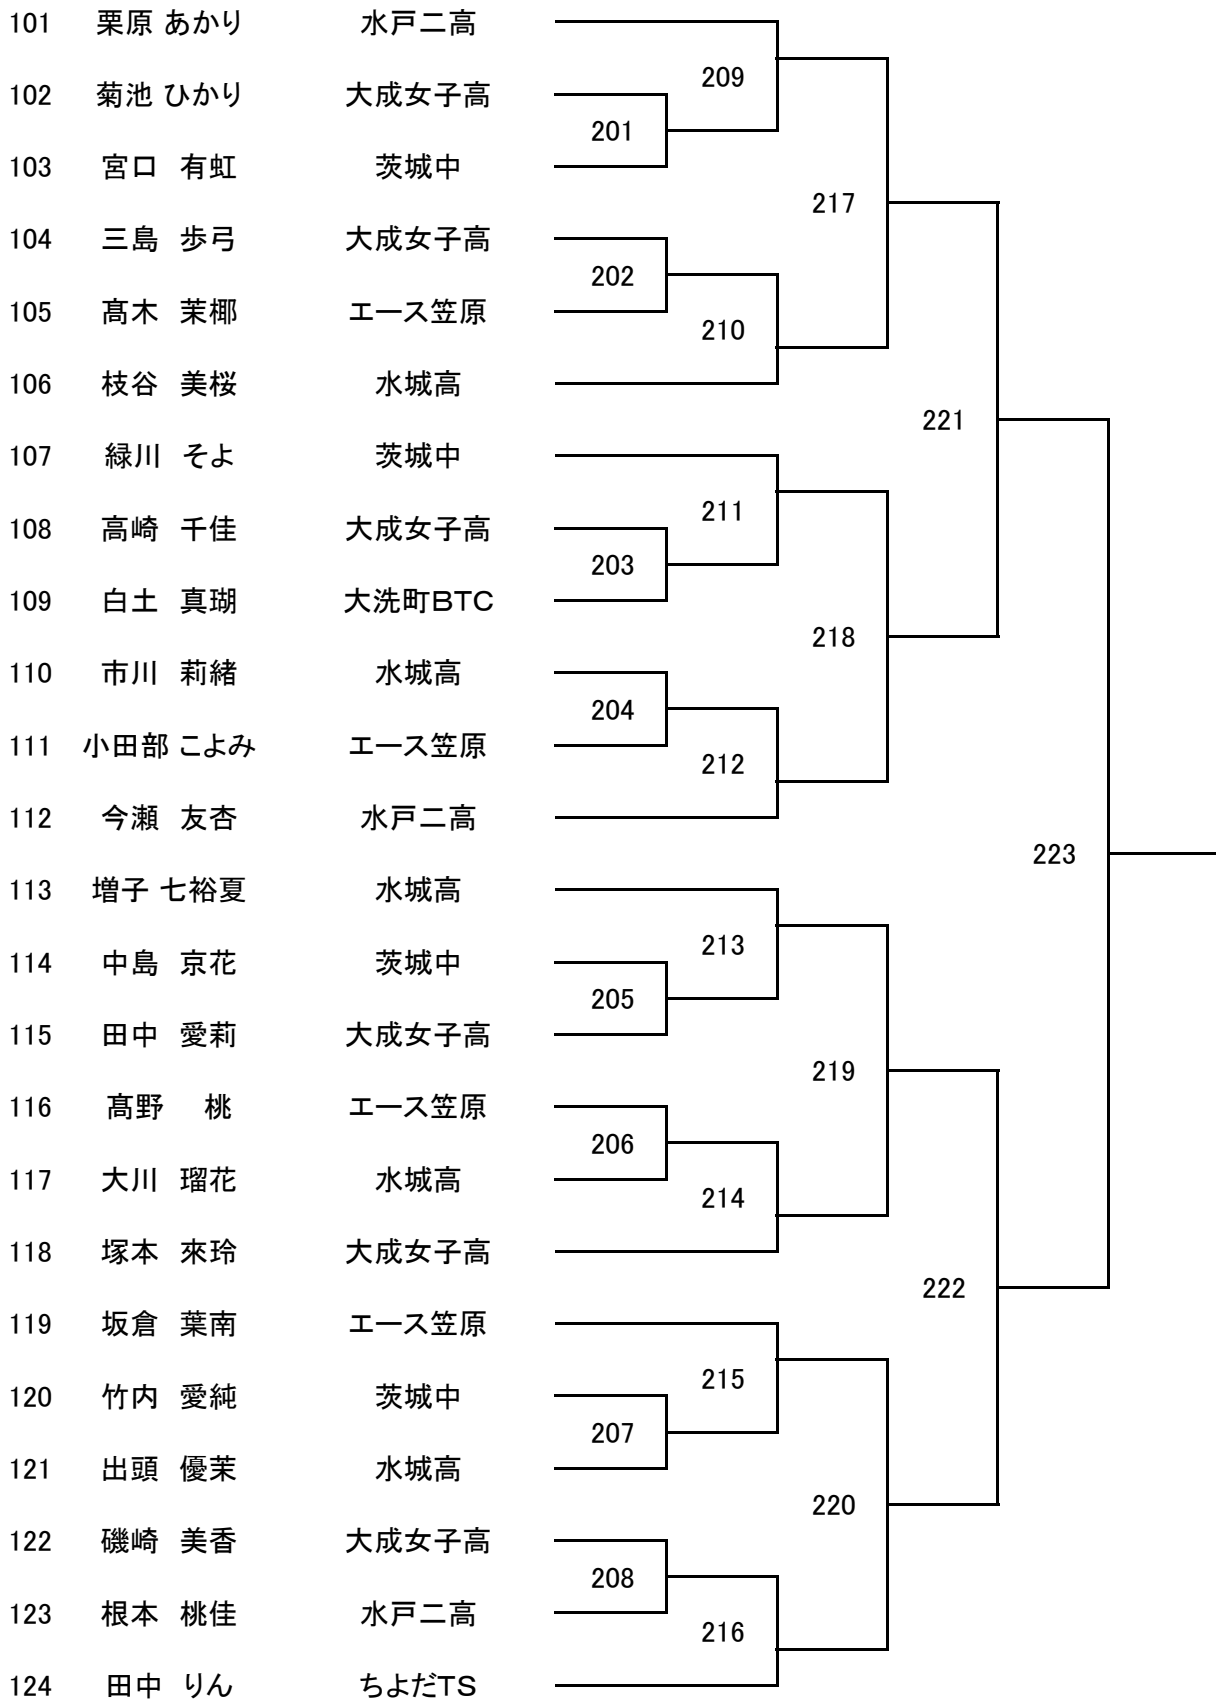 101 栗原 あかり 水戸二高
209
102 菊池 ひかり 大成女子高
201
103 宮口 有虹 茨城中
217
104 三島 歩弓 大成女子高
202
105 髙木 茉椰 エース笠原
210
106 枝谷 美桜 水城高
221
107 緑川 そよ 茨城中
211
108 高崎 千佳 大成女子高
203
109 白土 真瑚 大洗町BTC
218
110 市川 莉緒 水城高
204
111 小田部 こよみ エース笠原
212
112 今瀬 友杏 水戸二高
223
113 増子 七裕夏 水城高
213
114 中島 京花 茨城中
205
115 田中 愛莉 大成女子高
219
116 髙野 桃 エース笠原
206
117 大川 瑠花 水城高
214
118 塚本 來玲 大成女子高
222
119 坂倉 葉南 エース笠原
215
120 竹内 愛純 茨城中
207
121 出頭 優茉 水城高
220
122 磯崎 美香 大成女子高
208
123 根本 桃佳 水戸二高
216
124 田中 りん ちよだTS